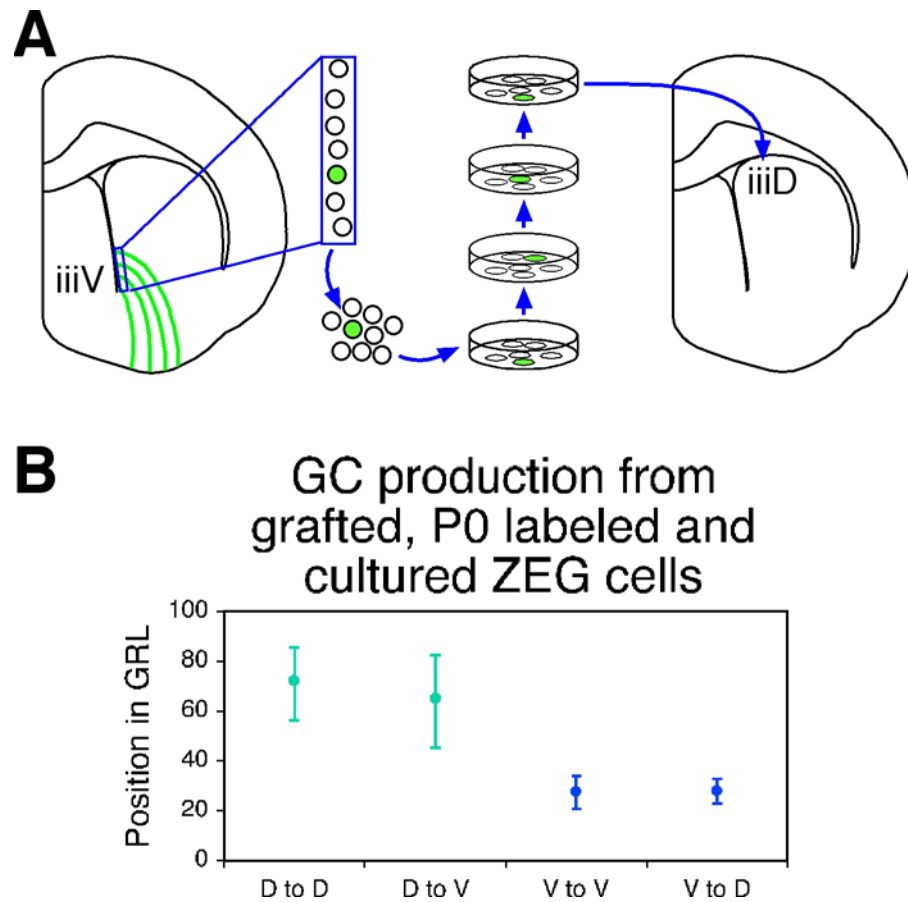 A
iiiV
iiiD
B
GC production from
grafted, P0 labeled and
cultured ZEG cells
100
80
60
40
20
0
Position in GRL
D to D
D to V
V to V
V to D